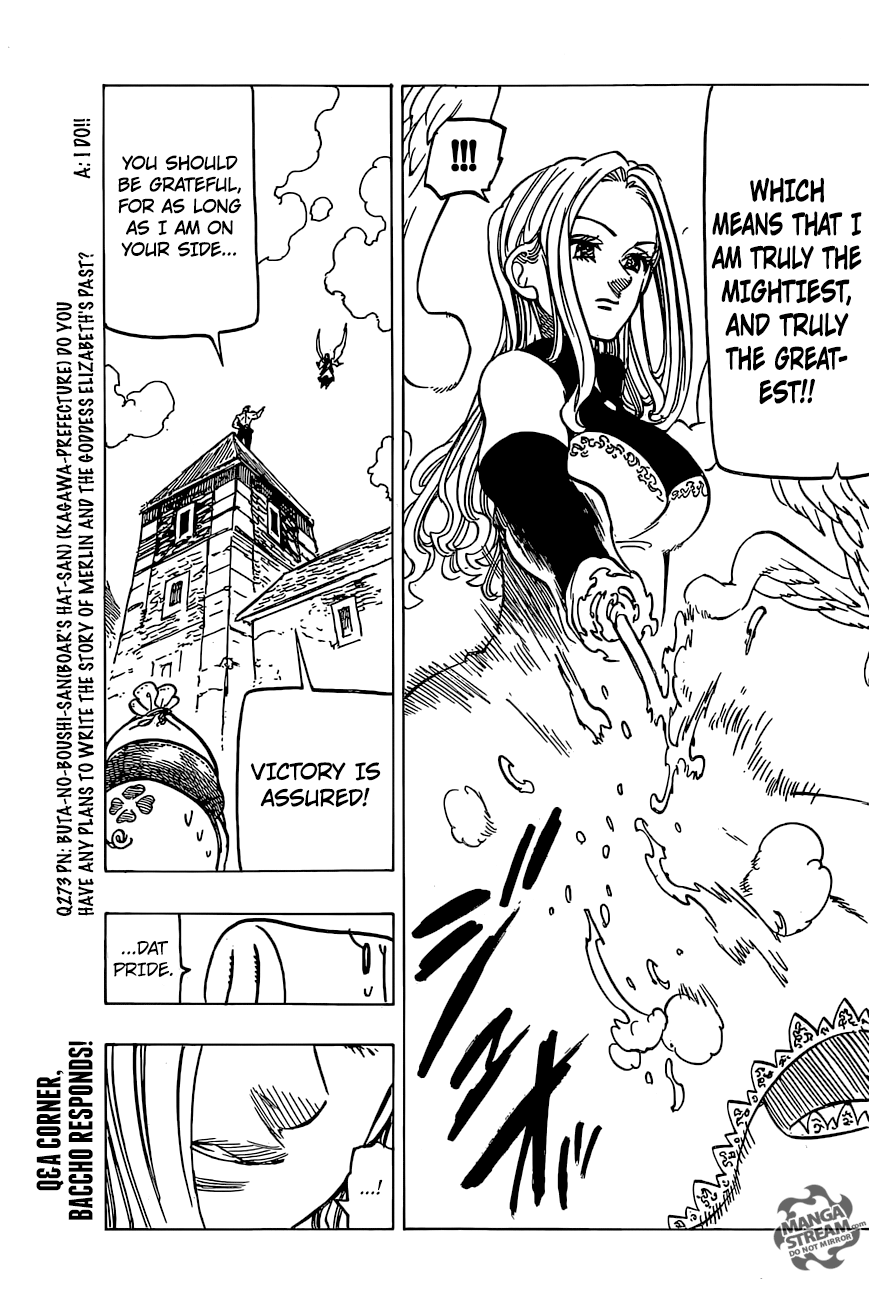 !!!
WHICH
MEANS THAT I
AM TRULY THE
MIGHTIEST,
AND TRULY
THE GREAT-
EST!!
YOU SHOULD
BE GRATEFUL,
FOR AS LONG
AS I AM ON
YOUR SIDE...
VICTORY IS
ASSURED!
...DAT
PRIDE.
...!
Q&A CORNER,
BACCHO RESPONDS!
Q273 PN: BUTA-NO-BOUSHI-SAN(BOAR'S HAT-SAN) (KAGAWA-PREFECTURE) DO YOU
HAVE ANY PLANS TO WRITE THE STORY OF MERLIN AND THE GODDESS ELIZABETH'S PAST?
A: I DO!!
MANGA
STREAM.com
DO NOT MIRROR